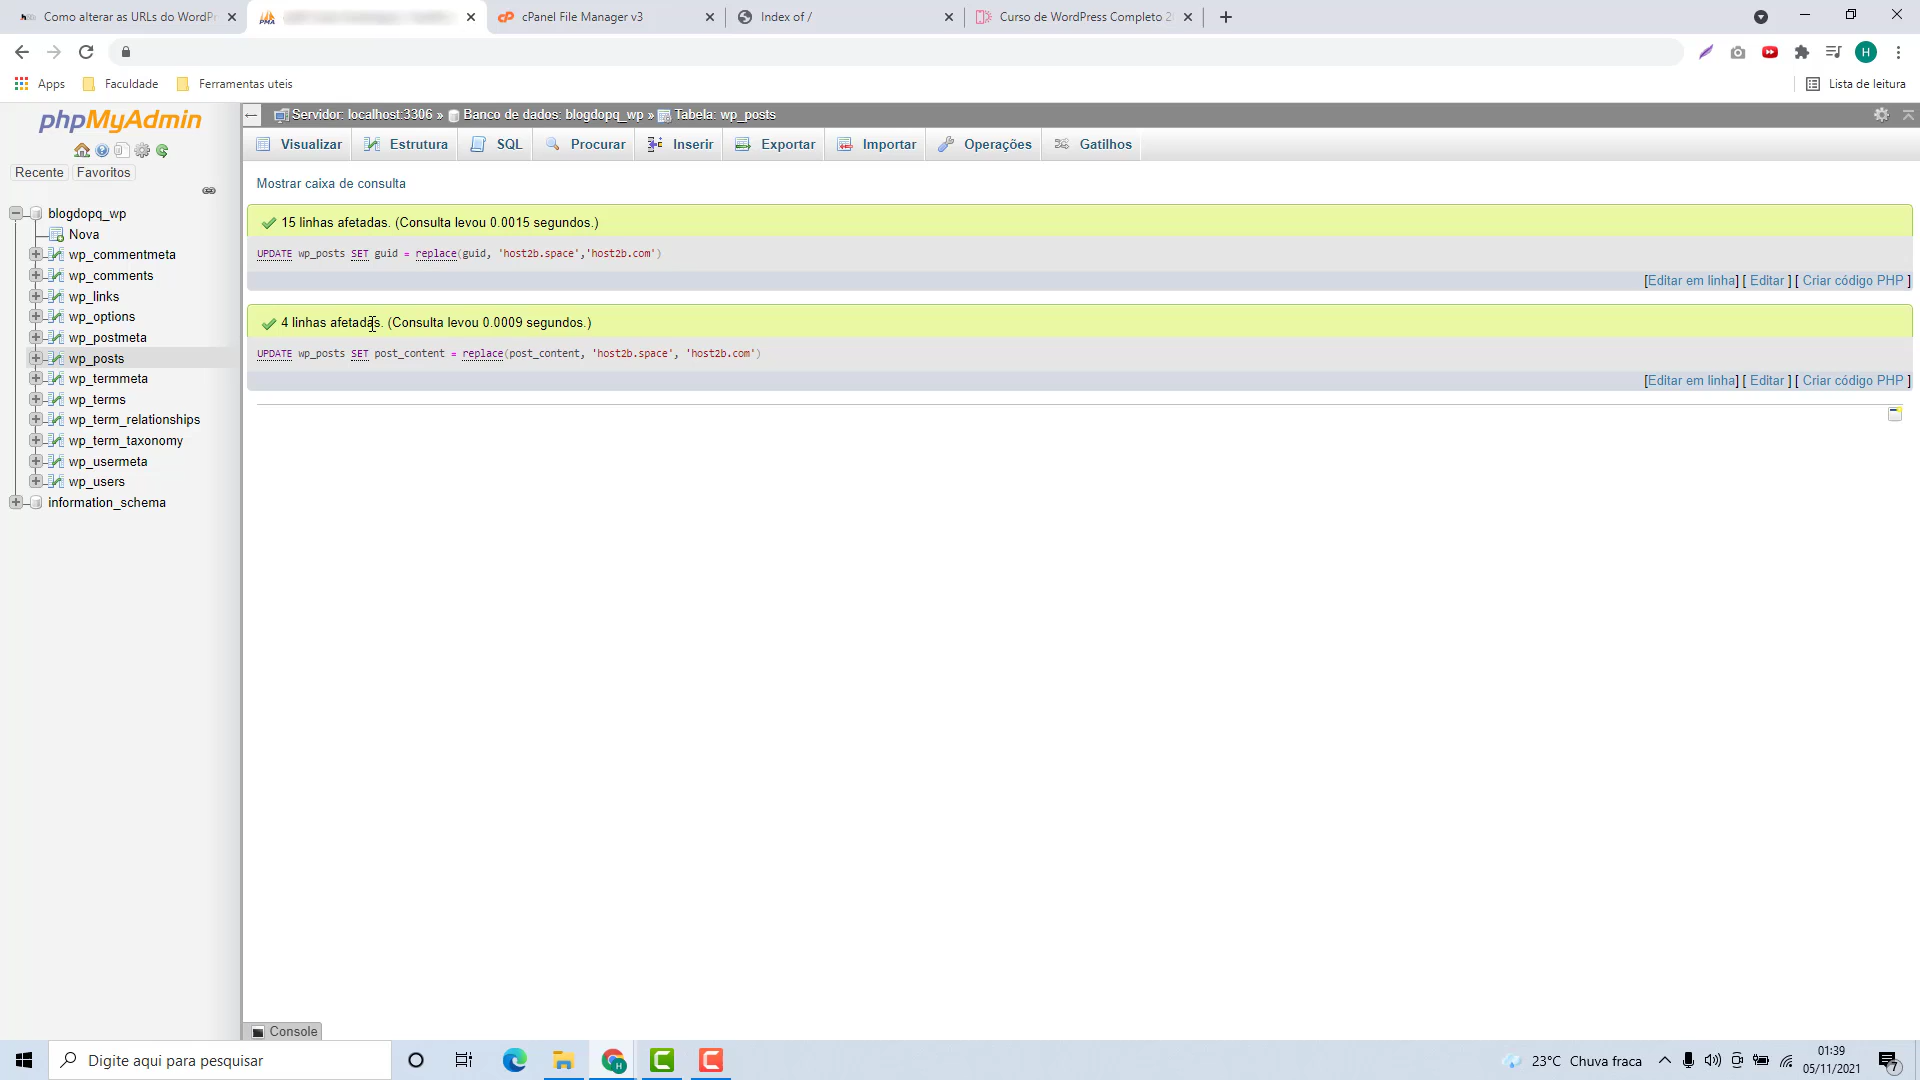 Como alterar as URLs do WordPr
cPanel File Manager v3
Index of /
Curso de WordPress Completo 2
H
Apps
Faculdade
Ferramentas uteis
Lista de leitura
phpMyAdmin
Recente
Favoritos
blogdopq_wp
Nova
wp_commentmeta
wp_comments
wp_links
wp_options
wp_postmeta
wp_posts
wp_termmeta
wp_terms
wp_term_relationships
wp_term_taxonomy
wp_usermeta
wp_users
information_schema
Servidor: localhost:3306 » Banco de dados: blogdopq_wp » Tabela: wp_posts
Visualizar
Estrutura
SQL
Procurar
Inserir
Exportar
Importar
Operações
Gatilhos
Mostrar caixa de consulta
15 linhas afetadas. (Consulta levou 0.0015 segundos.)
UPDATE wp_posts SET guid = replace(guid, 'host2b.space','host2b.com')
[Editar em linha] [ Editar ] [ Criar código PHP ]
4 linhas afetadas. (Consulta levou 0.0009 segundos.)
UPDATE wp_posts SET post_content = replace(post_content, 'host2b.space', 'host2b.com')
[Editar em linha] [ Editar ] [ Criar código PHP ]
Console
Digite aqui para pesquisar
23°C Chuva fraca
01:39
05/11/2021
7